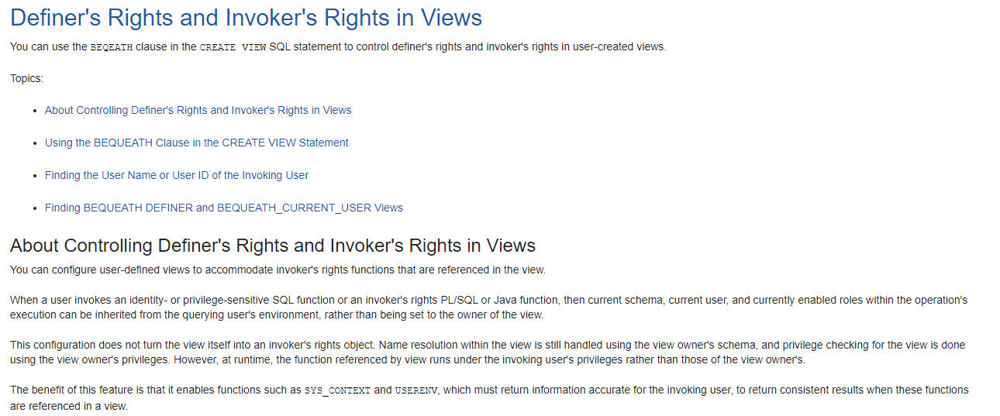 Definer's Rights and Invoker's Rights in Views
You can use the BEQEATH clause in the CREATE VIEW SQL statement to control definer's rights and invoker's rights in user-created views.
Topics:
• About Controlling Definer's Rights and Invoker's Rights in Views
• Using the BEQUEATH Clause in the CREATE VIEW Statement
• Finding the User Name or User ID of the Invoking User
• Finding BEQUEATH DEFINER and BEQUEATH_CURRENT_USER Views
About Controlling Definer's Rights and Invoker's Rights in Views
You can configure user-defined views to accommodate invoker's rights functions that are referenced in the view.
When a user invokes an identity- or privilege-sensitive SQL function or an invoker's rights PL/SQL or Java function, then current schema, current user, and currently enabled roles within the operation's
execution can be inherited from the querying user's environment, rather than being set to the owner of the view.
This configuration does not turn the view itself into an invoker's rights object. Name resolution within the view is still handled using the view owner's schema, and privilege checking for the view is done
using the view owner's privileges. However, at runtime, the function referenced by view runs under the invoking user's privileges rather than those of the view owner's.
The benefit of this feature is that it enables functions such as SYS_CONTEXT and USERENV, which must return information accurate for the invoking user, to return consistent results when these functions
are referenced in a view.